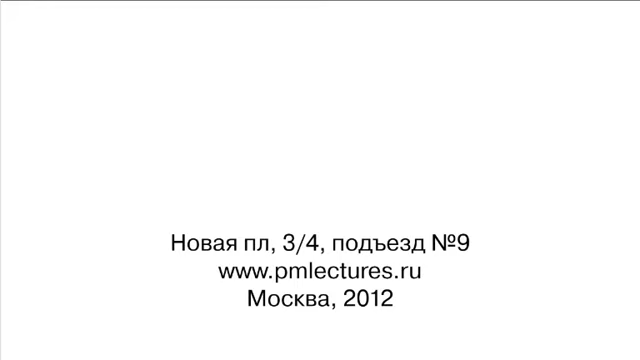 Новая пл, 3/4, подъезд №9
www.pmlectures.ru
Москва, 2012